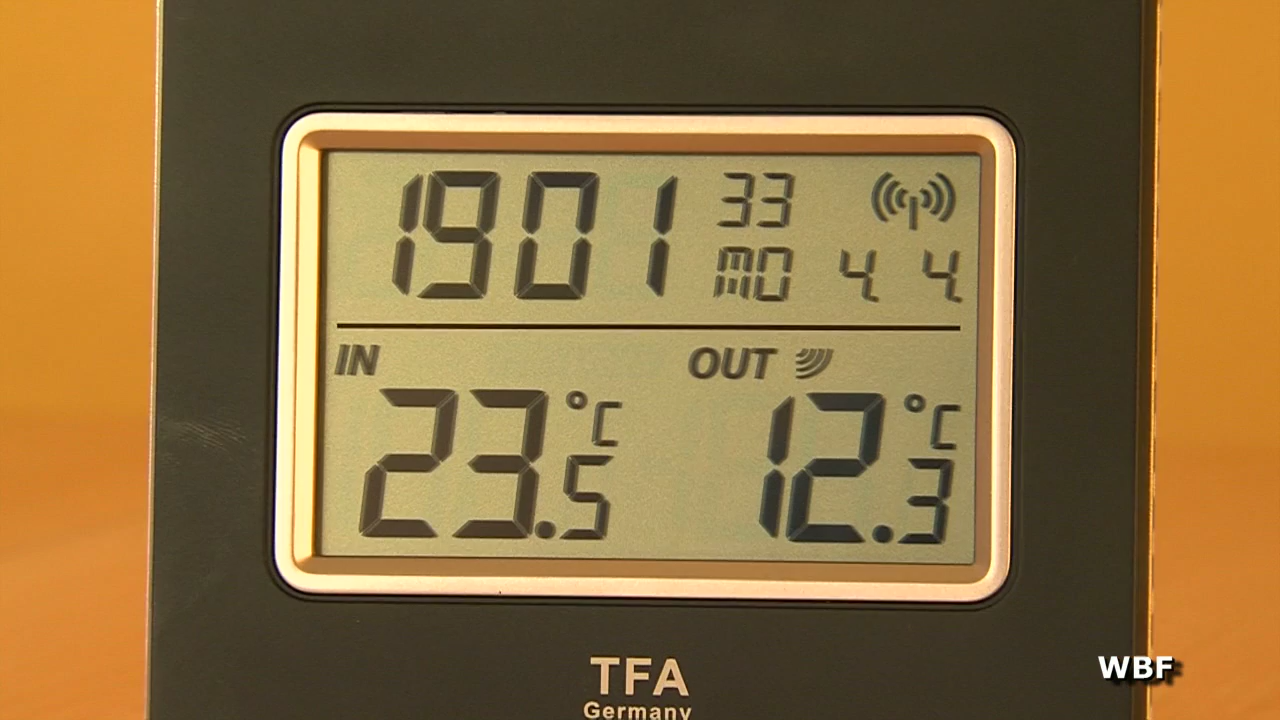 1901 33
MO 4 4
IN OUT
23.5 °C 12.3 °C
TFA
Germany
WBF